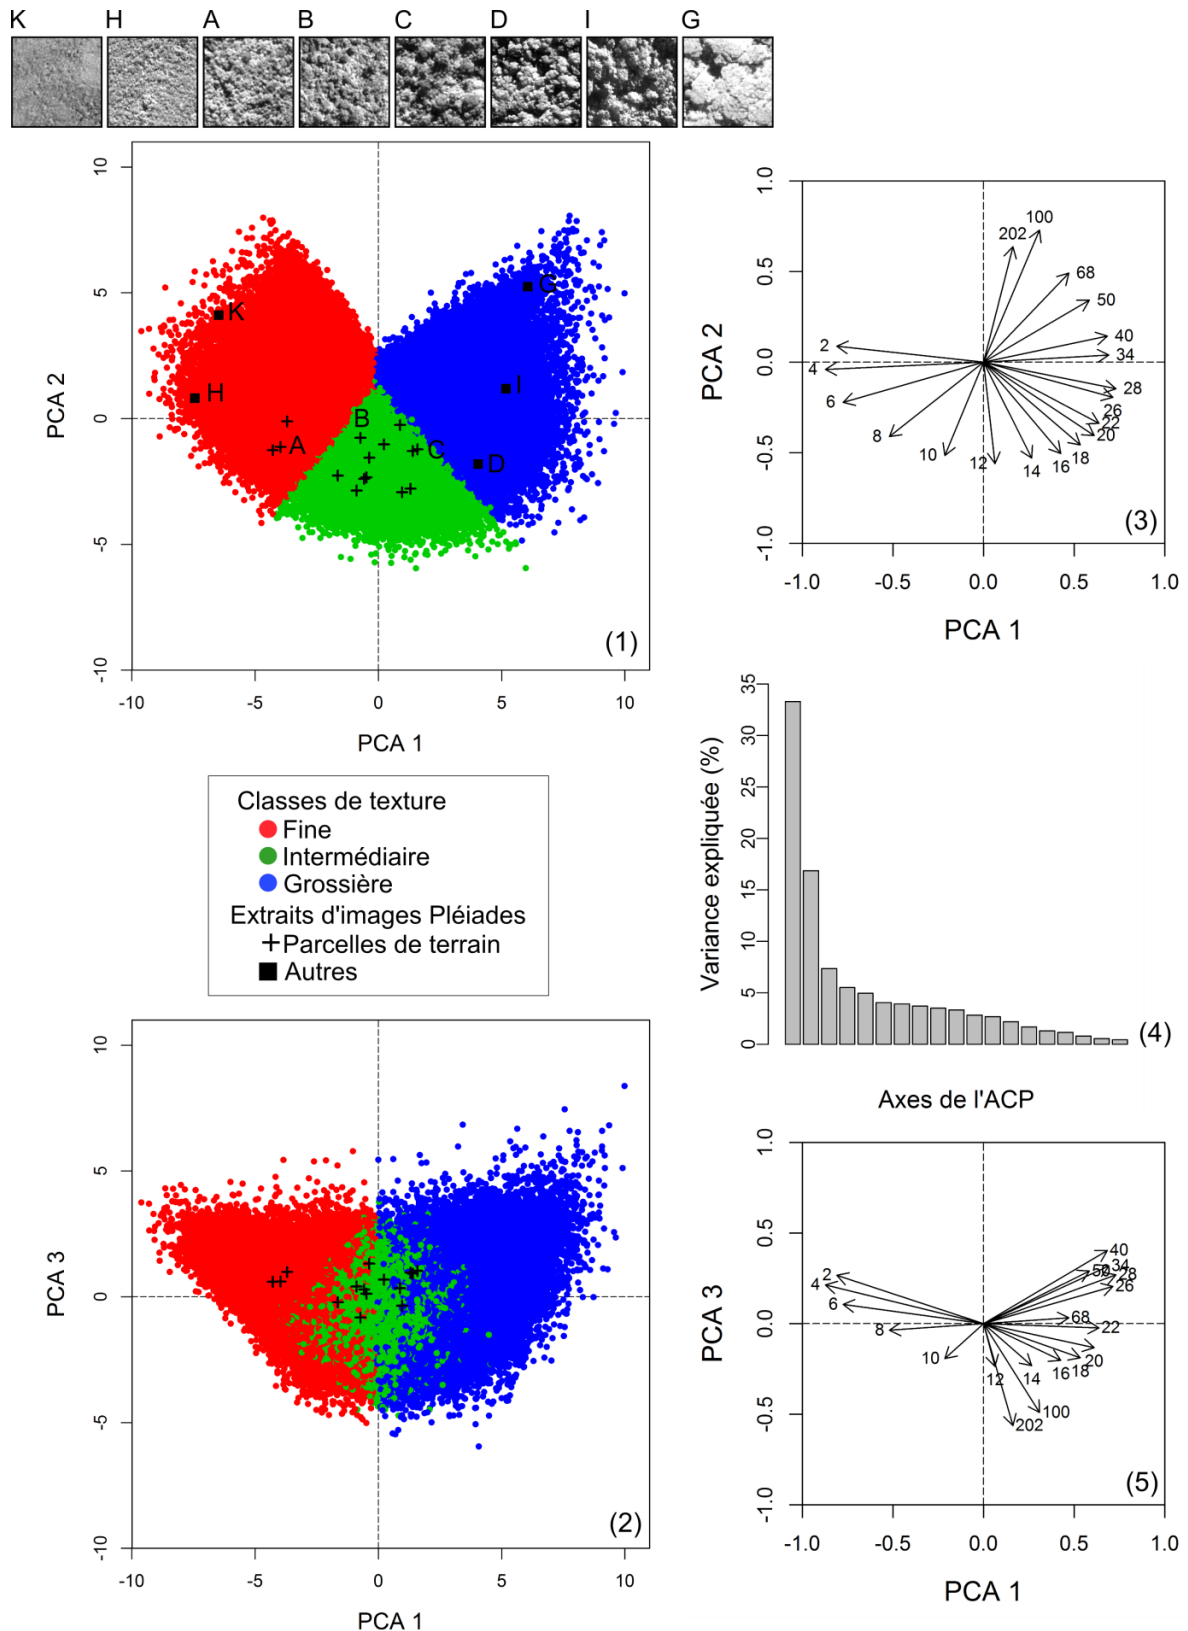 K H A B C D I G
10
5
0
-5
-10
PCA 2
K
G
H
I
B
A
C
D
(1)
-10 -5 0 5 10
PCA 1
1.0
0.5
0.0
-0.5
-1.0
PCA 2
100
202
68
50
40
34
2
4
28
6
26
22
20
8
18
10
12
14
16
(3)
-1.0 -0.5 0.0 0.5 1.0
PCA 1
Classes de texture
Fine
Intermédiaire
Grossière
Extraits d'images Pléiades
Parcelles de terrain
Autres
35
30
25
20
15
10
5
0
Variance expliquée (%)
(4)
Axes de l'ACP
10
5
0
-5
-10
PCA 3
(2)
-10 -5 0 5 10
PCA 1
1.0
0.5
0.0
-0.5
-1.0
PCA 3
40
34
50
28
2
4
26
6
68
22
8
20
10
18
16
14
12
100
202
(5)
-1.0 -0.5 0.0 0.5 1.0
PCA 1